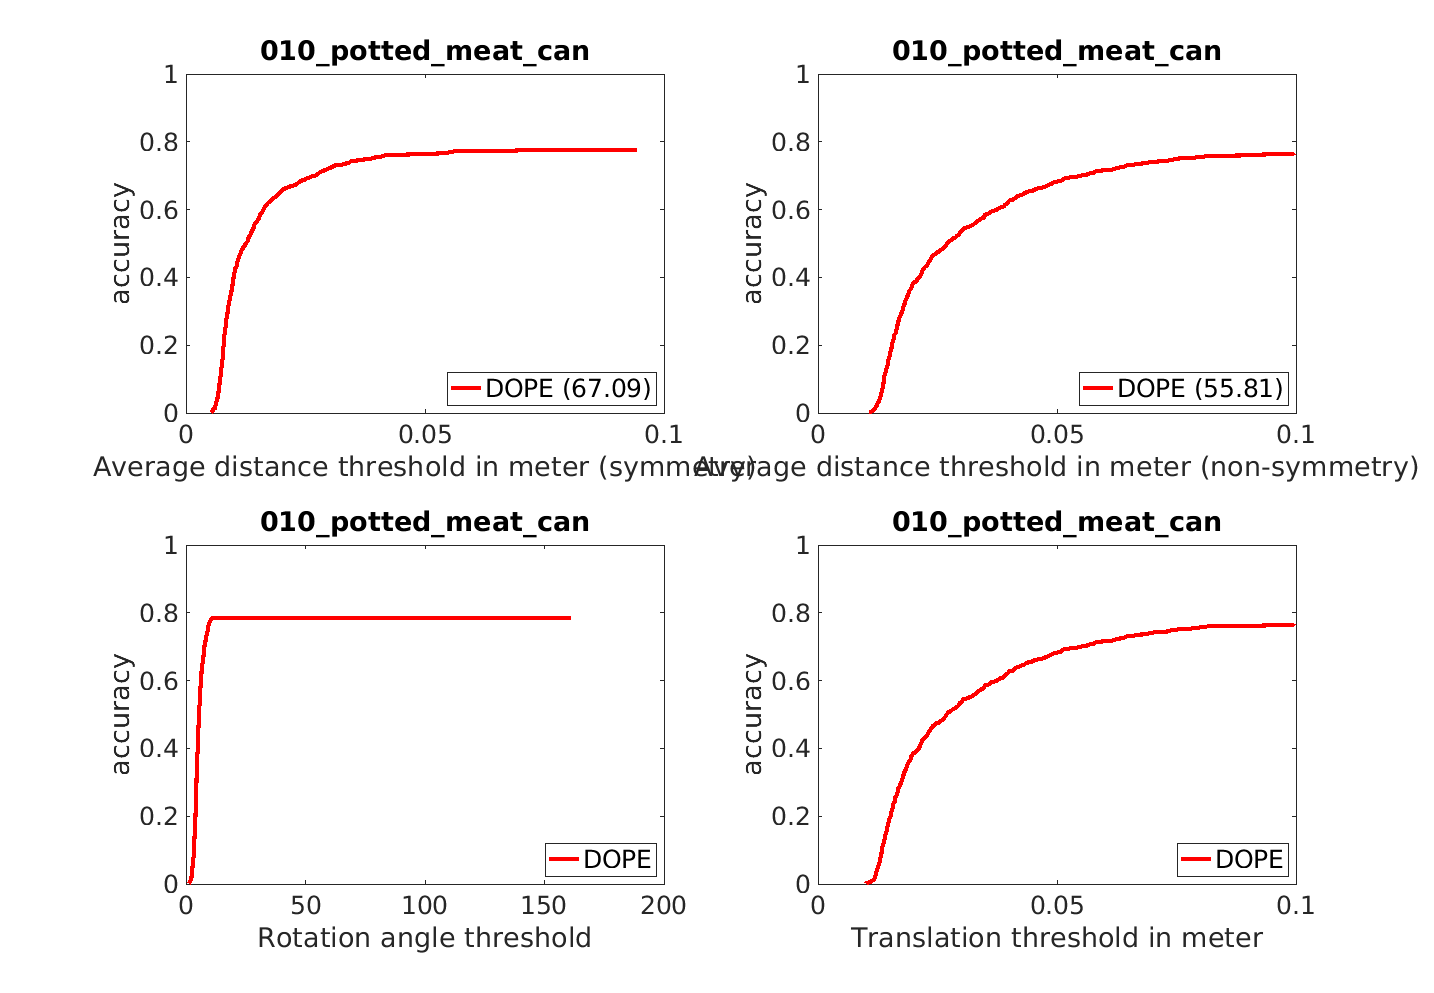 010_potted_meat_can
1
0.8
0.6
0.4
0.2
0
accuracy
DOPE (67.09)
0
0.05
0.1
Average distance threshold in meter (symmetry)
010_potted_meat_can
1
0.8
0.6
0.4
0.2
0
accuracy
DOPE (55.81)
0
0.05
0.1
Average distance threshold in meter (non-symmetry)
010_potted_meat_can
1
0.8
0.6
0.4
0.2
0
accuracy
DOPE
0
50
100
150
200
Rotation angle threshold
010_potted_meat_can
1
0.8
0.6
0.4
0.2
0
accuracy
DOPE
0
0.05
0.1
Translation threshold in meter